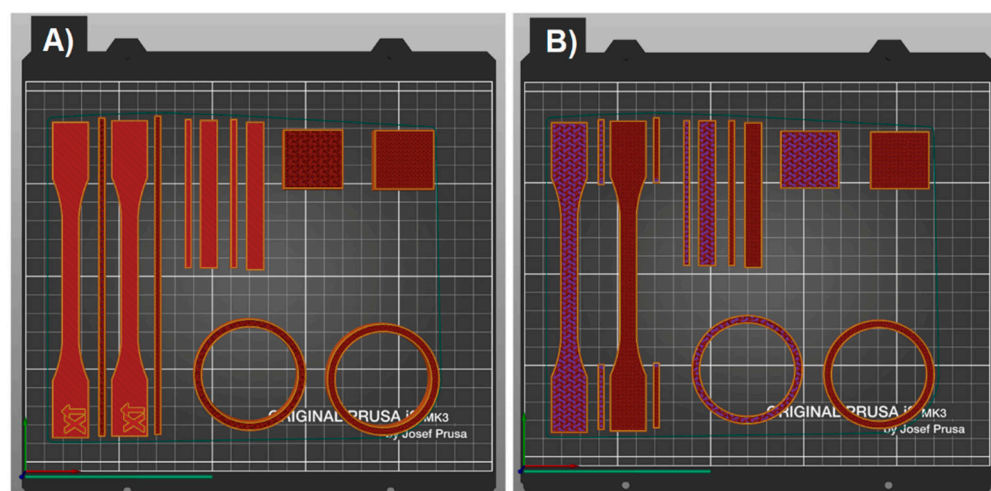 A)
B)
ORIGINAL PRUSA i3 MK3
by Josef Prusa
ORIGINAL PRUSA i3 MK3
by Josef Prusa